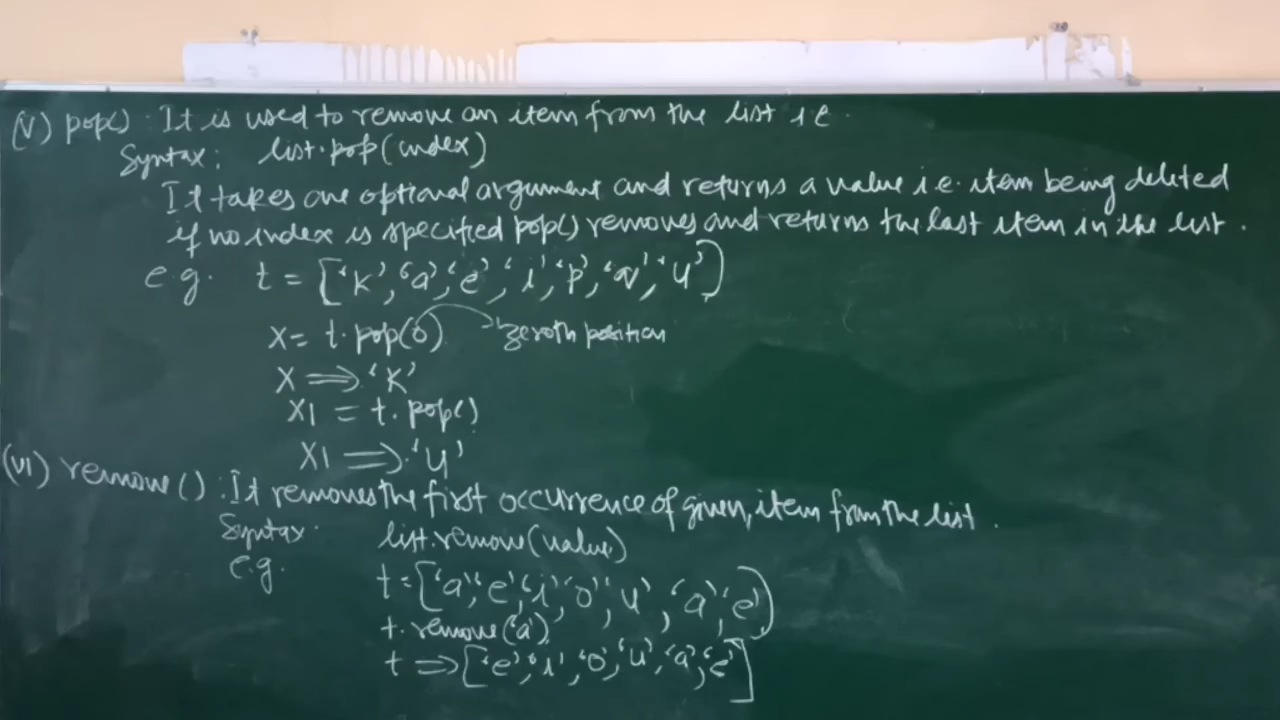 (V) pop() : It is used to remove an item from the list i.e.
Syntax: list.pop(index)
It takes one optional argument and returns a value i.e. item being deleted
if no index is specified pop() removes and returns the last item in the list.
e.g. t = ['K','a','e','i','p','q','u']
X = t.pop(0) zeroth position
X ⟹ 'K'
X1 = t.pop()
X1 ⟹ 'u'
(VI) remove() : It removes the first occurrence of given item from the list.
Syntax. list.remove(value)
e.g.
t = ['a','e','i','o','u','a','e']
t.remove('a')
t ⟹ ['e','i','o','u','a','e']